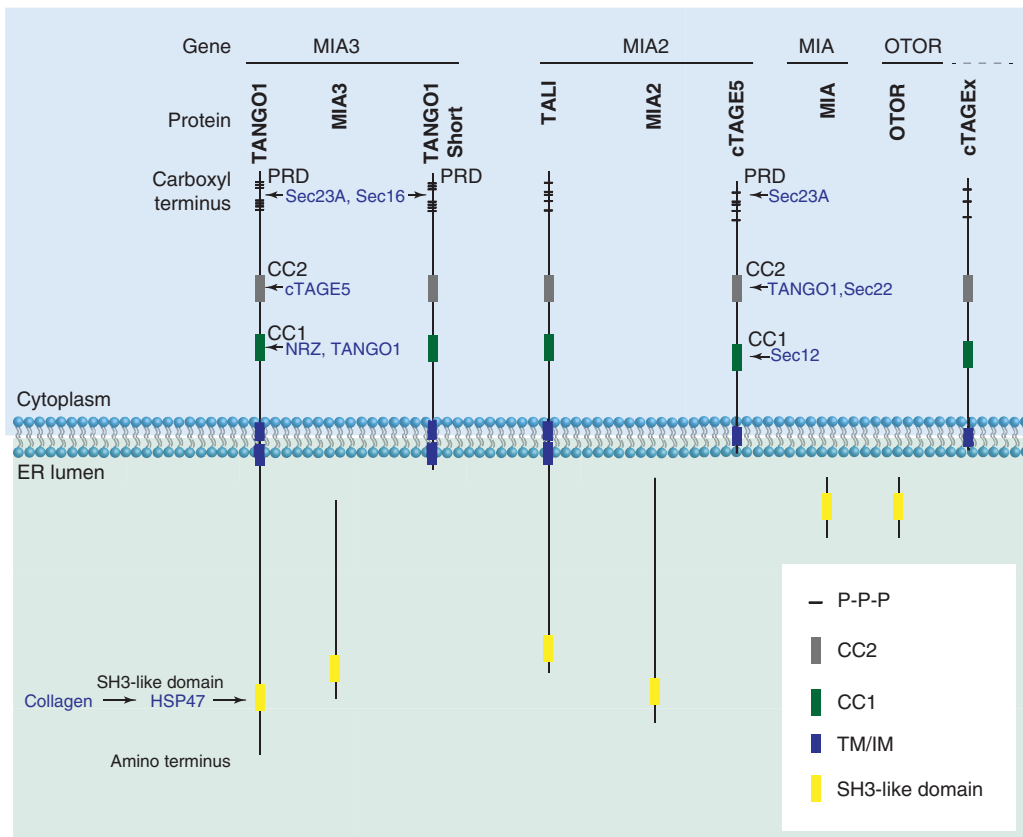 Gene MIA3 MIA2 MIA OTOR
Protein TANGO1 MIA3 TANGO1 Short TALI MIA2 cTAGE5 MIA OTOR cTAGEx
Carboxyl terminus
PRD PRD
Sec23A, Sec16 Sec23A
CC2 CC2
cTAGE5 TANGO1,Sec22
CC1 CC1
NRZ, TANGO1 Sec12
Cytoplasm
ER lumen
SH3-like domain
Collagen HSP47
Amino terminus
P-P-P
CC2
CC1
TM/IM
SH3-like domain